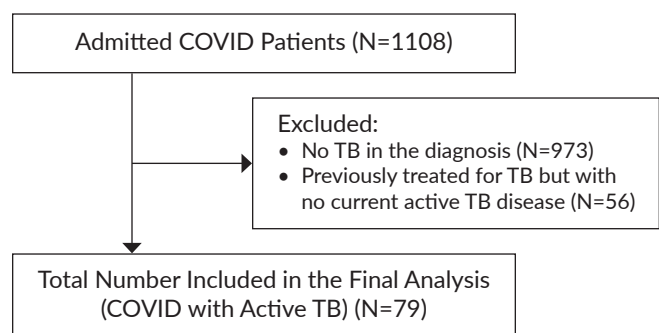 Admitted COVID Patients (N=1108)
Excluded:
• No TB in the diagnosis (N=973)
• Previously treated for TB but with
no current active TB disease (N=56)
Total Number Included in the Final Analysis
(COVID with Active TB) (N=79)